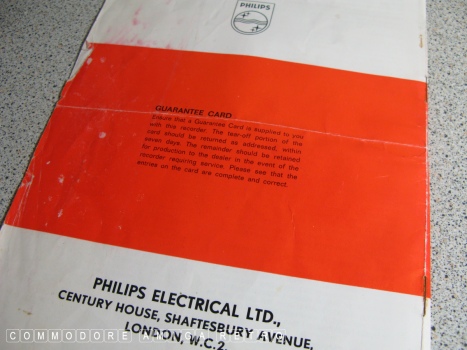 PHILIPS
GUARANTEE CARD
Ensure that a Guarantee Card is supplied to you
with this recorder. The tear-off portion of the
card should be returned as addressed, within
seven days. The remainder should be retained
for production to the dealer in the event of the
recorder requiring service. Please see that the
entries on the card are complete and correct.
PHILIPS ELECTRICAL LTD.,
CENTURY HOUSE, SHAFTESBURY AVENUE,
LONDON, W.C.2.
COMMODORE AMIGA RETRO